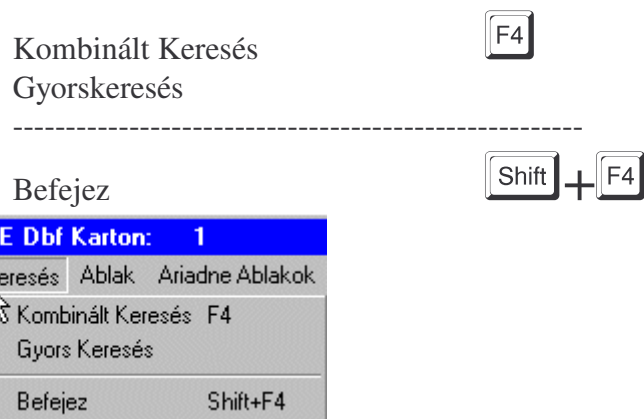 Kombinált Keresés F4
Gyorskeresés
------------------------------------------------------
Befejez Shift+F4
E Dbf Karton: 1
eresés Ablak Ariadne Ablakok
Kombinált Keresés F4
Gyors Keresés
Befejez Shift+F4